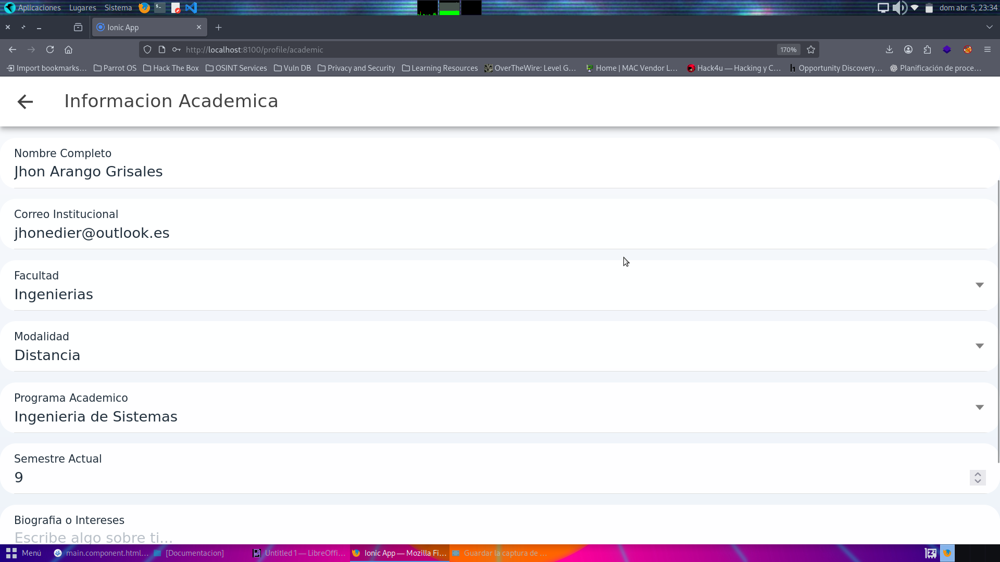 Aplicaciones Lugares Sistema dom abr 5, 23:34
Ionic App
http://localhost:8100/profile/academic 170%
Import bookmarks... Parrot OS Hack The Box OSINT Services Vuln DB Privacy and Security Learning Resources OverTheWire: Level G... Home | MAC Vendor L... Hack4u — Hacking y C... Opportunity Discovery... Planificación de proce...
Informacion Academica
Nombre Completo
Jhon Arango Grisales
Correo Institucional
jhonedier@outlook.es
Facultad
Ingenierias
Modalidad
Distancia
Programa Academico
Ingenieria de Sistemas
Semestre Actual
9
Biografia o Intereses
Escribe algo sobre ti...
Menú main.component.html... [Documentacion] Untitled 1 — LibreOffi... Ionic App — Mozilla Fi... Guardar la captura de ...